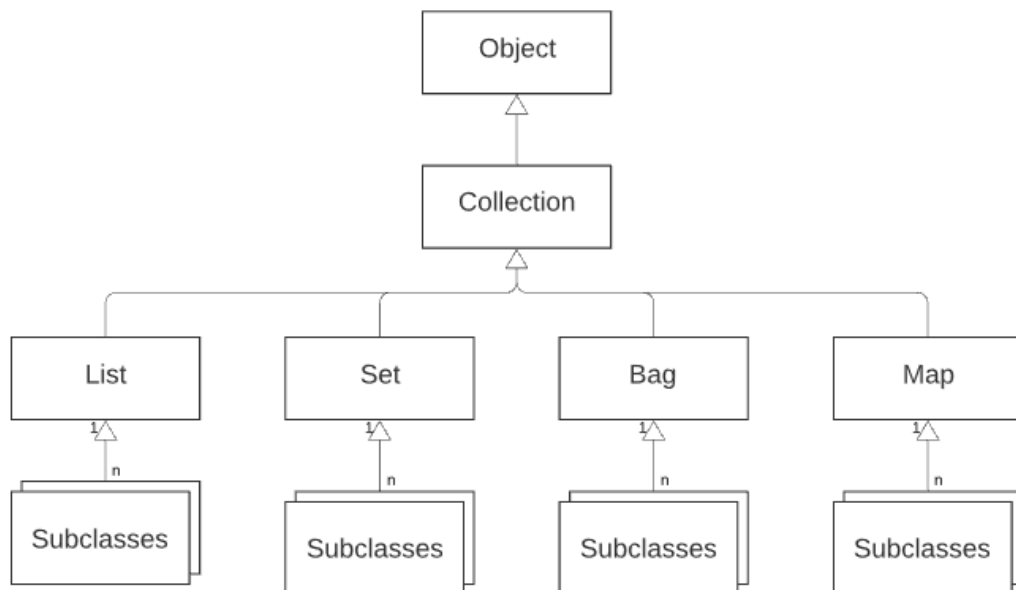 Object
Collection
List
Set
Bag
Map
1
1
1
1
n
n
n
n
Subclasses
Subclasses
Subclasses
Subclasses